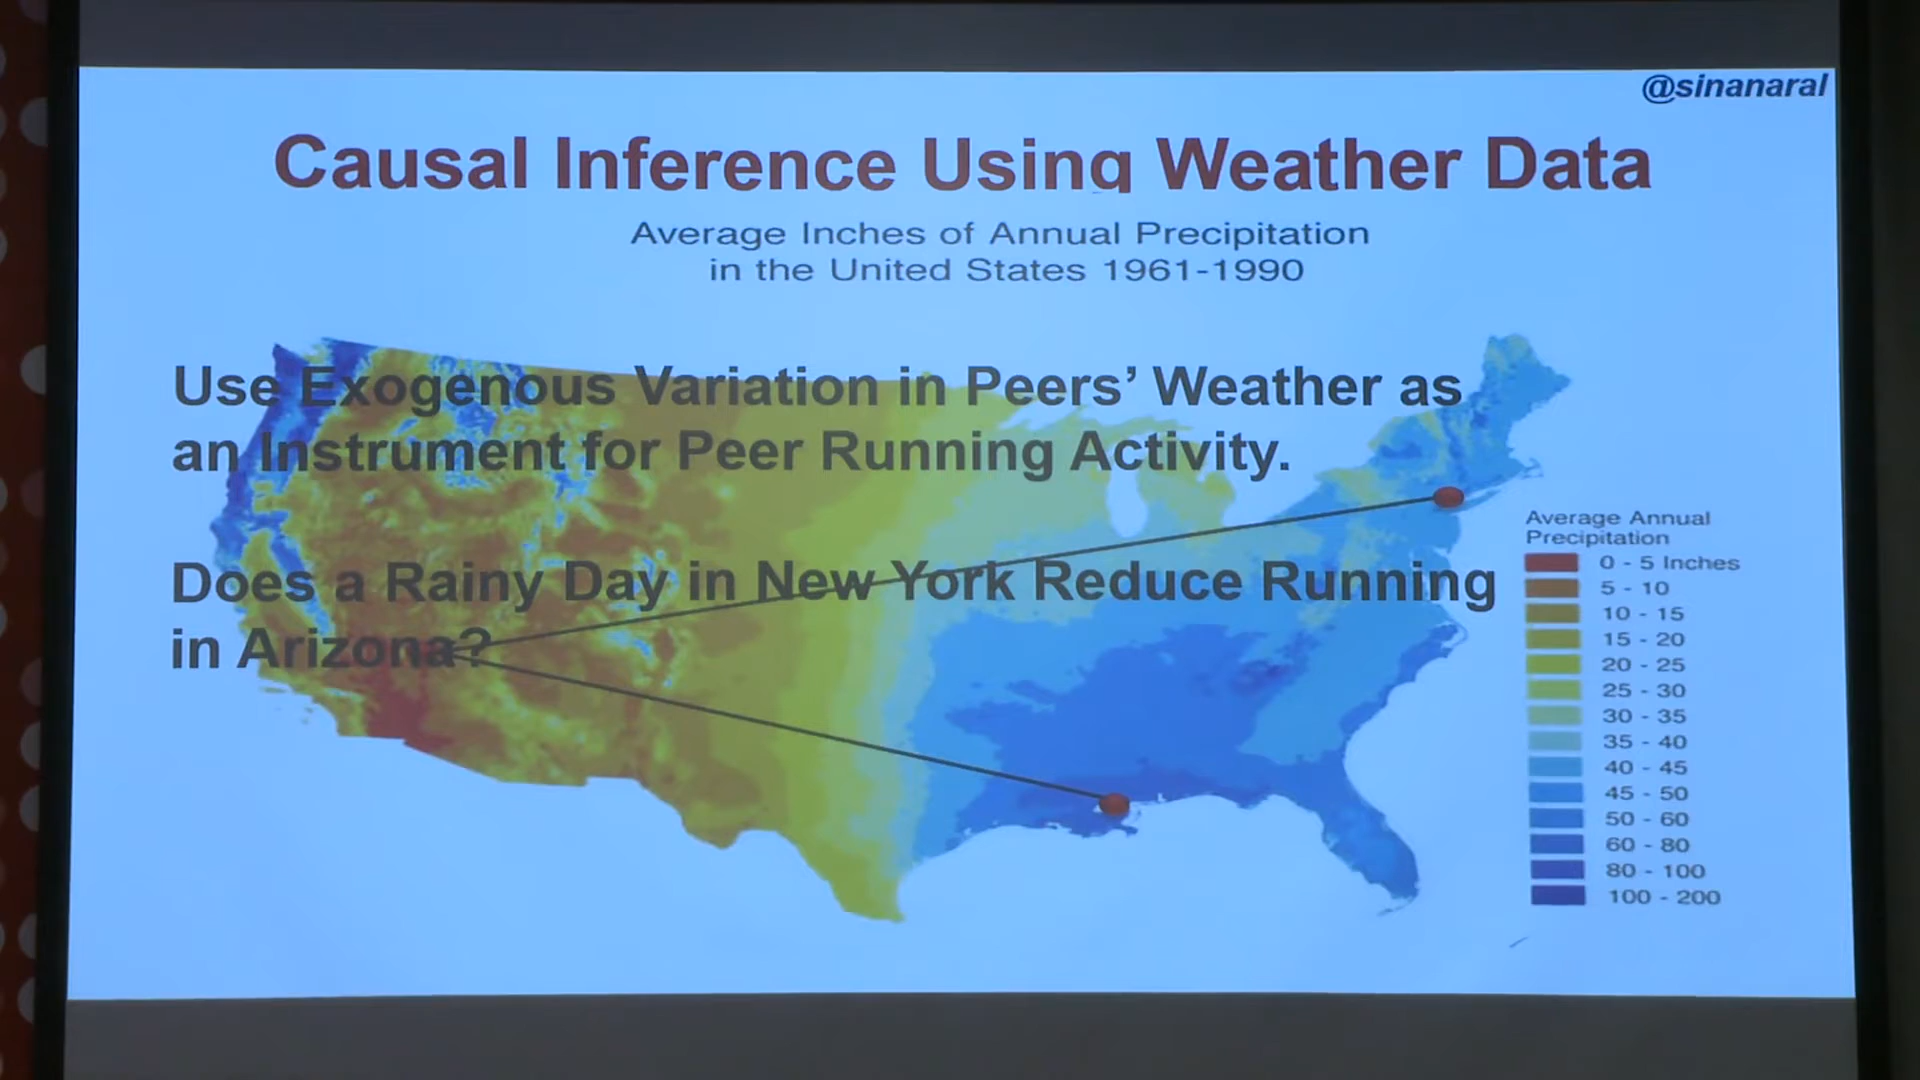 @sinanaral
Causal Inference Using Weather Data
Average Inches of Annual Precipitation
in the United States 1961-1990
Use Exogenous Variation in Peers’ Weather as
an Instrument for Peer Running Activity.
Does a Rainy Day in New York Reduce Running
in Arizona?
Average Annual
Precipitation
0 - 5 Inches
5 - 10
10 - 15
15 - 20
20 - 25
25 - 30
30 - 35
35 - 40
40 - 45
45 - 50
50 - 60
60 - 80
80 - 100
100 - 200